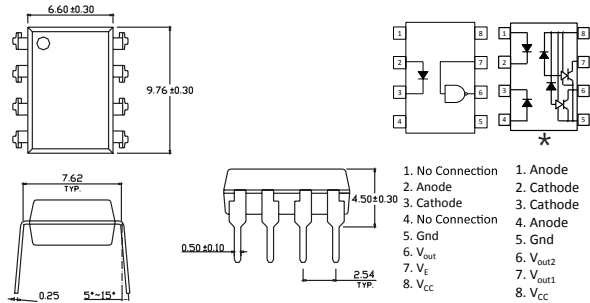 6.60 ±0.30
9.76 ±0.30
7.62
TYP.
0.25
5°~15°
4.50±0.30
0.50 ±0.10
2.54
TYP.
1
2
3
4
8
7
6
5
1
2
3
4
8
7
6
5
*
1. No Connection
2. Anode
3. Cathode
4. No Connection
5. Gnd
6. Vout
7. VE
8. VCC
1. Anode
2. Cathode
3. Cathode
4. Anode
5. Gnd
6. Vout2
7. Vout1
8. VCC